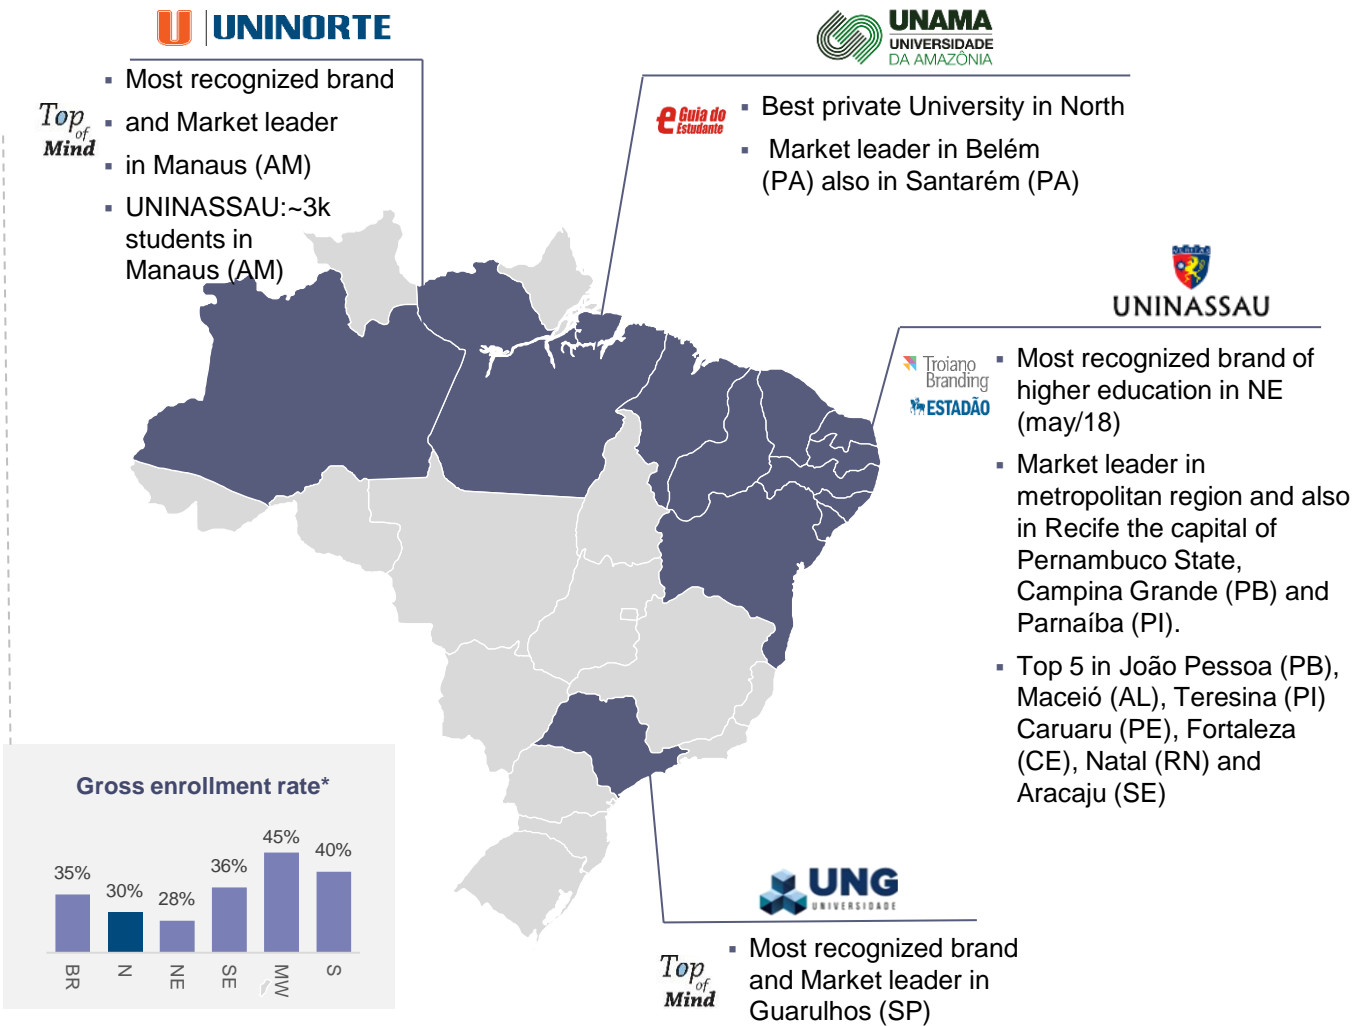 UNINORTE
Top
of
Mind
Most recognized brand
and Market leader
in Manaus (AM)
UNINASSAU:~3k
students in
Manaus (AM)
UNAMA
UNIVERSIDADE
DA AMAZÔNIA
e Guia do
Estudante
Best private University in North
Market leader in Belém
(PA) also in Santarém (PA)
VERITAS
UNINASSAU
Troiano
Branding
ESTADÃO
Most recognized brand of
higher education in NE
(may/18)
Market leader in
metropolitan region and also
in Recife the capital of
Pernambuco State,
Campina Grande (PB) and
Parnaíba (PI).
Top 5 in João Pessoa (PB),
Maceió (AL), Teresina (PI)
Caruaru (PE), Fortaleza
(CE), Natal (RN) and
Aracaju (SE)
Gross enrollment rate*
35%
30%
28%
36%
45%
40%
BR
N
NE
SE
MW
S
UNG
UNIVERSIDADE
Top
of
Mind
Most recognized brand
and Market leader in
Guarulhos (SP)